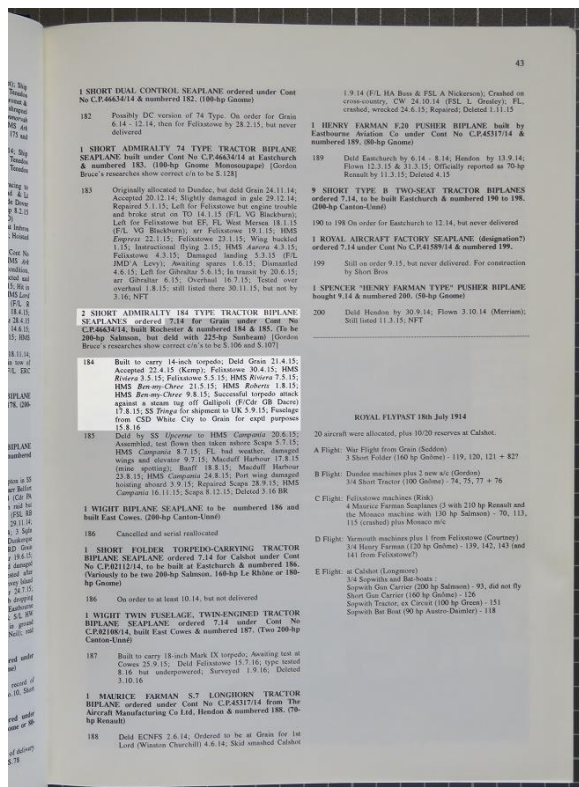 43
1 SHORT DUAL CONTROL SEAPLANE ordered under Cont
No C.P.46634/14 & numbered 182. (100-hp Gnome)
182 Possibly DC version of 74 Type. On order for Grain
6.14 - 12.14, then for Felixstowe by 28.2.15, but never
delivered
1 SHORT ADMIRALTY 74 TYPE TRACTOR BIPLANE
SEAPLANE built under Cont No C.P.46634/14 at Eastchurch
& numbered 183. (100-hp Gnome Monosoupape) [Gordon
Bruce's researches show correct c/n to be S.128]
183 Originally allocated to Dundee, but deld Grain 24.11.14;
Accepted 20.12.14; Slightly damaged in gale 29.12.14;
Repaired 5.1.15; Left for Felixstowe but engine trouble
and broke strut on TO 14.1.15 (F/L VG Blackburn);
Left for Felixstowe but EF, FL West Mersea 18.1.15
(F/L VG Blackburn); arr Felixstowe 19.1.15; HMS
Empress 22.1.15; Felixstowe 23.1.15; Wing buckled
1.15; Instructional flying 2.15; HMS Aurora 4.3.15;
Felixstowe 4.3.15; Damaged landing 5.3.15 (F/L
JMD'A Levy); Awaiting spares 1.6.15; Dismantled
4.6.15; Left for Gibraltar 5.6.15; In transit by 20.6.15;
arr Gibraltar 6.15; Overhaul 16.7.15; Tested over
overhaul 1.8.15; still listed there 30.11.15, but not by
3.16; NFT
2 SHORT ADMIRALTY 184 TYPE TRACTOR BIPLANE
SEAPLANES ordered 7.14 for Grain under Cont No
C.P.46634/14, built Rochester & numbered 184 & 185. (To be
200-hp Salmson, but deld with 225-hp Sunbeam) [Gordon
Bruce's researches show correct c/n's to be S.106 and S.107]
184 Built to carry 14-inch torpedo; Deld Grain 21.4.15;
Accepted 22.4.15 (Kemp); Felixstowe 30.4.15; HMS
Riviera 3.5.15; Felixstowe 5.5.15; HMS Riviera 7.5.15;
HMS Ben-my-Chree 21.5.15; HMS Roberts 1.8.15;
HMS Ben-my-Chree 9.8.15; Successful torpedo attack
against a steam tug off Gallipoli (F/Cdr GB Dacre)
17.8.15; SS Tringa for shipment to UK 5.9.15; Fuselage
from CSD White City to Grain for exptl purposes
15.8.16
185 Deld by SS Upcerne to HMS Campania 20.6.15;
Assembled, test flown then taken ashore Scapa 5.7.15;
HMS Campania 8.7.15; FL bad weather, damaged
wings and elevator 9.7.15; Macduff Harbour 17.8.15
(mine spotting); Banff 18.8.15; Macduff Harbour
23.8.15; HMS Campania 24.8.15; Port wing damaged
hoisting aboard 3.9.15; Repaired Scapa 28.9.15; HMS
Campania 16.11.15; Scapa 8.12.15; Deleted 5.16 BR
1 WIGHT BIPLANE SEAPLANE to be numbered 186 and
built East Cowes. (200-hp Canton-Unné)
186 Cancelled and serial reallocated
1 SHORT FOLDER TORPEDO-CARRYING TRACTOR
BIPLANE SEAPLANE ordered 7.14 for Calshot under Cont
No C.P.02112/14, to be built at Eastchurch & numbered 186.
(Variously to be two 200-hp Salmson, 160-hp Le Rhône or 180-
hp Gnome)
186 On order to at least 10.14, but not delivered
1 WIGHT TWIN FUSELAGE, TWIN-ENGINED TRACTOR
BIPLANE SEAPLANE ordered 7.14 under Cont No
C.P.02108/14, built East Cowes & numbered 187. (Two 200-hp
Canton-Unné)
187 Built to carry 18-inch Mark IX torpedo; Awaiting test at
Cowes 25.9.15; Deld Felixstowe 15.7.16; type tested
8.16 but underpowered; Surveyed 1.9.16; Deleted
3.10.16
1 MAURICE FARMAN S.7 LONGHORN TRACTOR
BIPLANE ordered under Cont No C.P.45317/14 from The
Aircraft Manufacturing Co Ltd, Hendon & numbered 188. (70-
hp Renault)
188 Deld ECNFS 2.6.14; Ordered to be at Grain for 1st
Lord (Winston Churchill) 4.6.14; Skid smashed Calshot
1.9.14 (F/L HA Buss & FSL A Nickerson); Crashed on
cross-country, CW 24.10.14 (FSL L Gresley); FL,
crashed, wrecked 24.6.15; Repaired; Deleted 1.11.15
1 HENRY FARMAN F.20 PUSHER BIPLANE built by
Eastbourne Aviation Co under Cont No C.P.45317/14 &
numbered 189. (80-hp Gnome)
189 Deld Eastchurch by 6.14 - 8.14; Hendon by 13.9.14;
Flown 12.3.15 & 31.3.15; Officially reported as 70-hp
Renault by 11.3.15; Deleted 4.15
9 SHORT TYPE B TWO-SEAT TRACTOR BIPLANES
ordered 7.14, to be built Eastchurch & numbered 190 to 198.
(200-hp Canton-Unné)
190 to 198 On order for Eastchurch to 12.14, but never delivered
1 ROYAL AIRCRAFT FACTORY SEAPLANE (designation?)
ordered 7.14 under Cont No C.P.41589/14 & numbered 199.
199 Still on order 9.15, but never delivered. For construction
by Short Bros
1 SPENCER "HENRY FARMAN TYPE" PUSHER BIPLANE
bought 9.14 & numbered 200. (50-hp Gnome)
200 Deld Hendon by 30.9.14; Flown 3.10.14 (Merriam);
Still listed 11.3.15; NFT
ROYAL FLYPAST 18th July 1914
20 aircraft were allocated, plus 10/20 reserves at Calshot.
A Flight: War Flight from Grain (Seddon)
3 Short Folder (160 hp Gnôme) - 119, 120, 121 + 82?
B Flight: Dundee machines plus 2 new a/c (Gordon)
3/4 Short Tractor (100 Gnome) - 74, 75, 77 + 76
C Flight: Felixstowe machines (Risk)
4 Maurice Farman Seaplanes (3 with 210 hp Renault and
the Monaco machine with 130 hp Salmson) - 70, 113,
115 (crashed) plus Monaco m/c
D Flight: Yarmouth machines plus 1 from Felixstowe (Courtney)
3/4 Henry Farman (120 hp Gnôme) - 139, 142, 143 (and
141 from Felixstowe?)
E Flight: at Calshot (Longmore)
3/4 Sopwiths and Bat-boats :
Sopwith Gun Carrier (200 hp Salmson) - 93, did not fly
Short Gun Carrier (160 hp Gnôme) - 126
Sopwith Tractor, ex Circuit (100 hp Green) - 151
Sopwith Bat Boat (90 hp Austro-Daimler) - 118